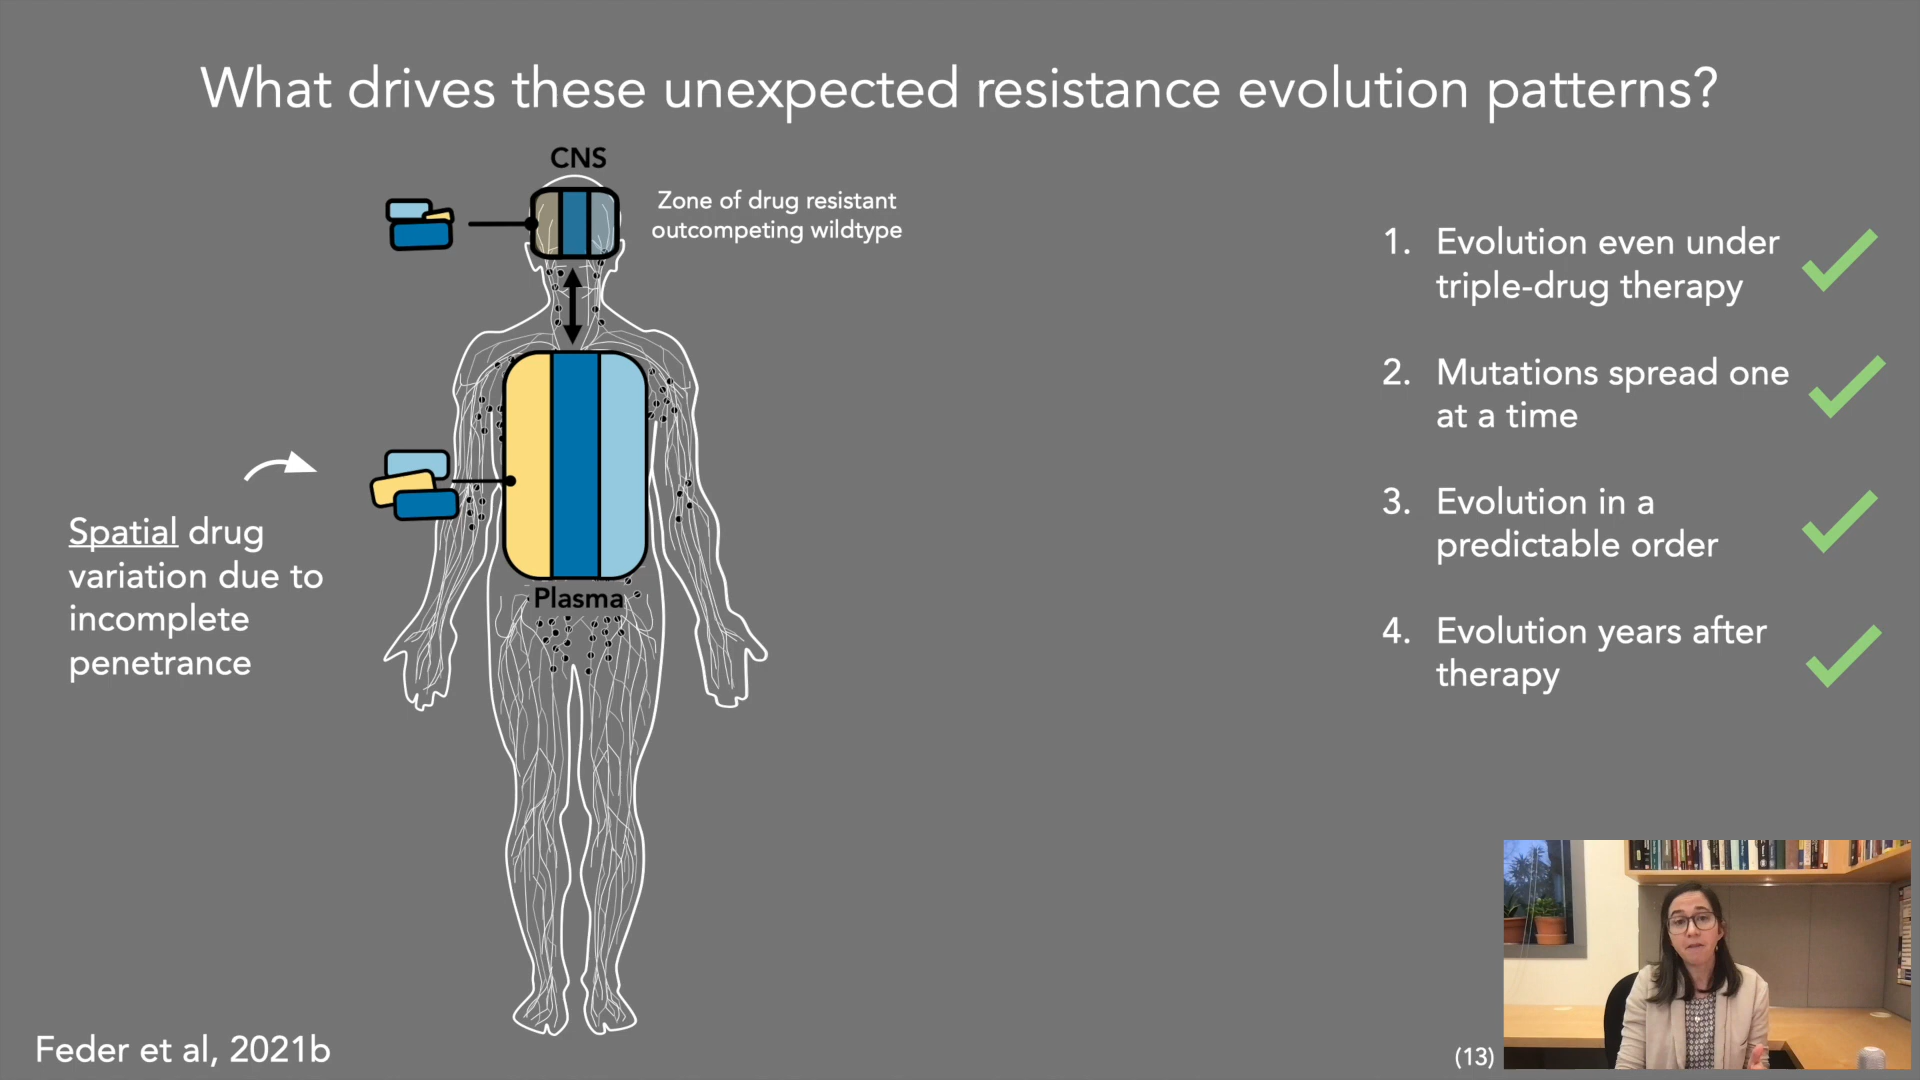 What drives these unexpected resistance evolution patterns?
CNS
Zone of drug resistant
outcompeting wildtype
Plasma
Spatial drug
variation due to
incomplete
penetrance
1. Evolution even under
triple-drug therapy
2. Mutations spread one
at a time
3. Evolution in a
predictable order
4. Evolution years after
therapy
Feder et al, 2021b
(13)